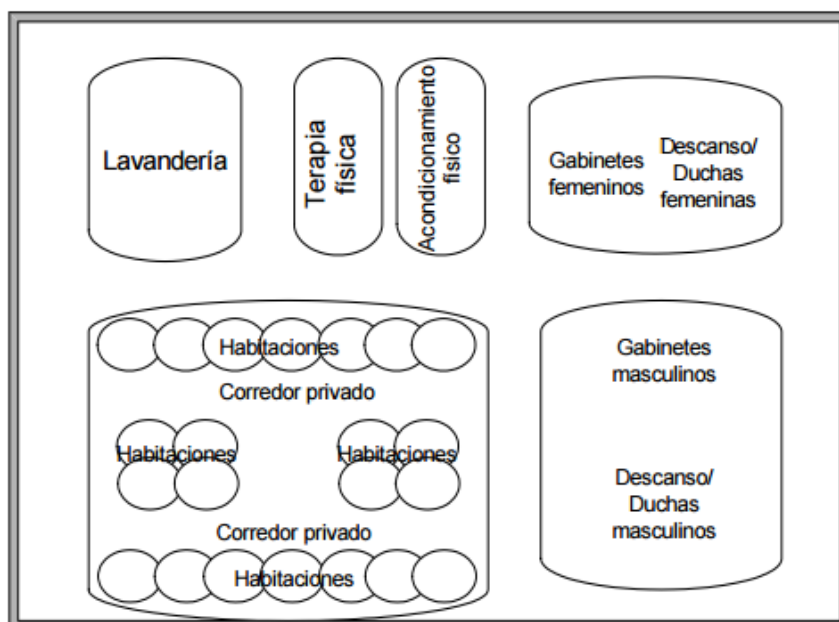 Lavandería
Terapia
física
Acondicionamiento
físico
Gabinetes
femeninos
Descanso/
Duchas
femeninas
Habitaciones
Corredor privado
Habitaciones
Habitaciones
Corredor privado
Habitaciones
Gabinetes
masculinos
Descanso/
Duchas
masculinos